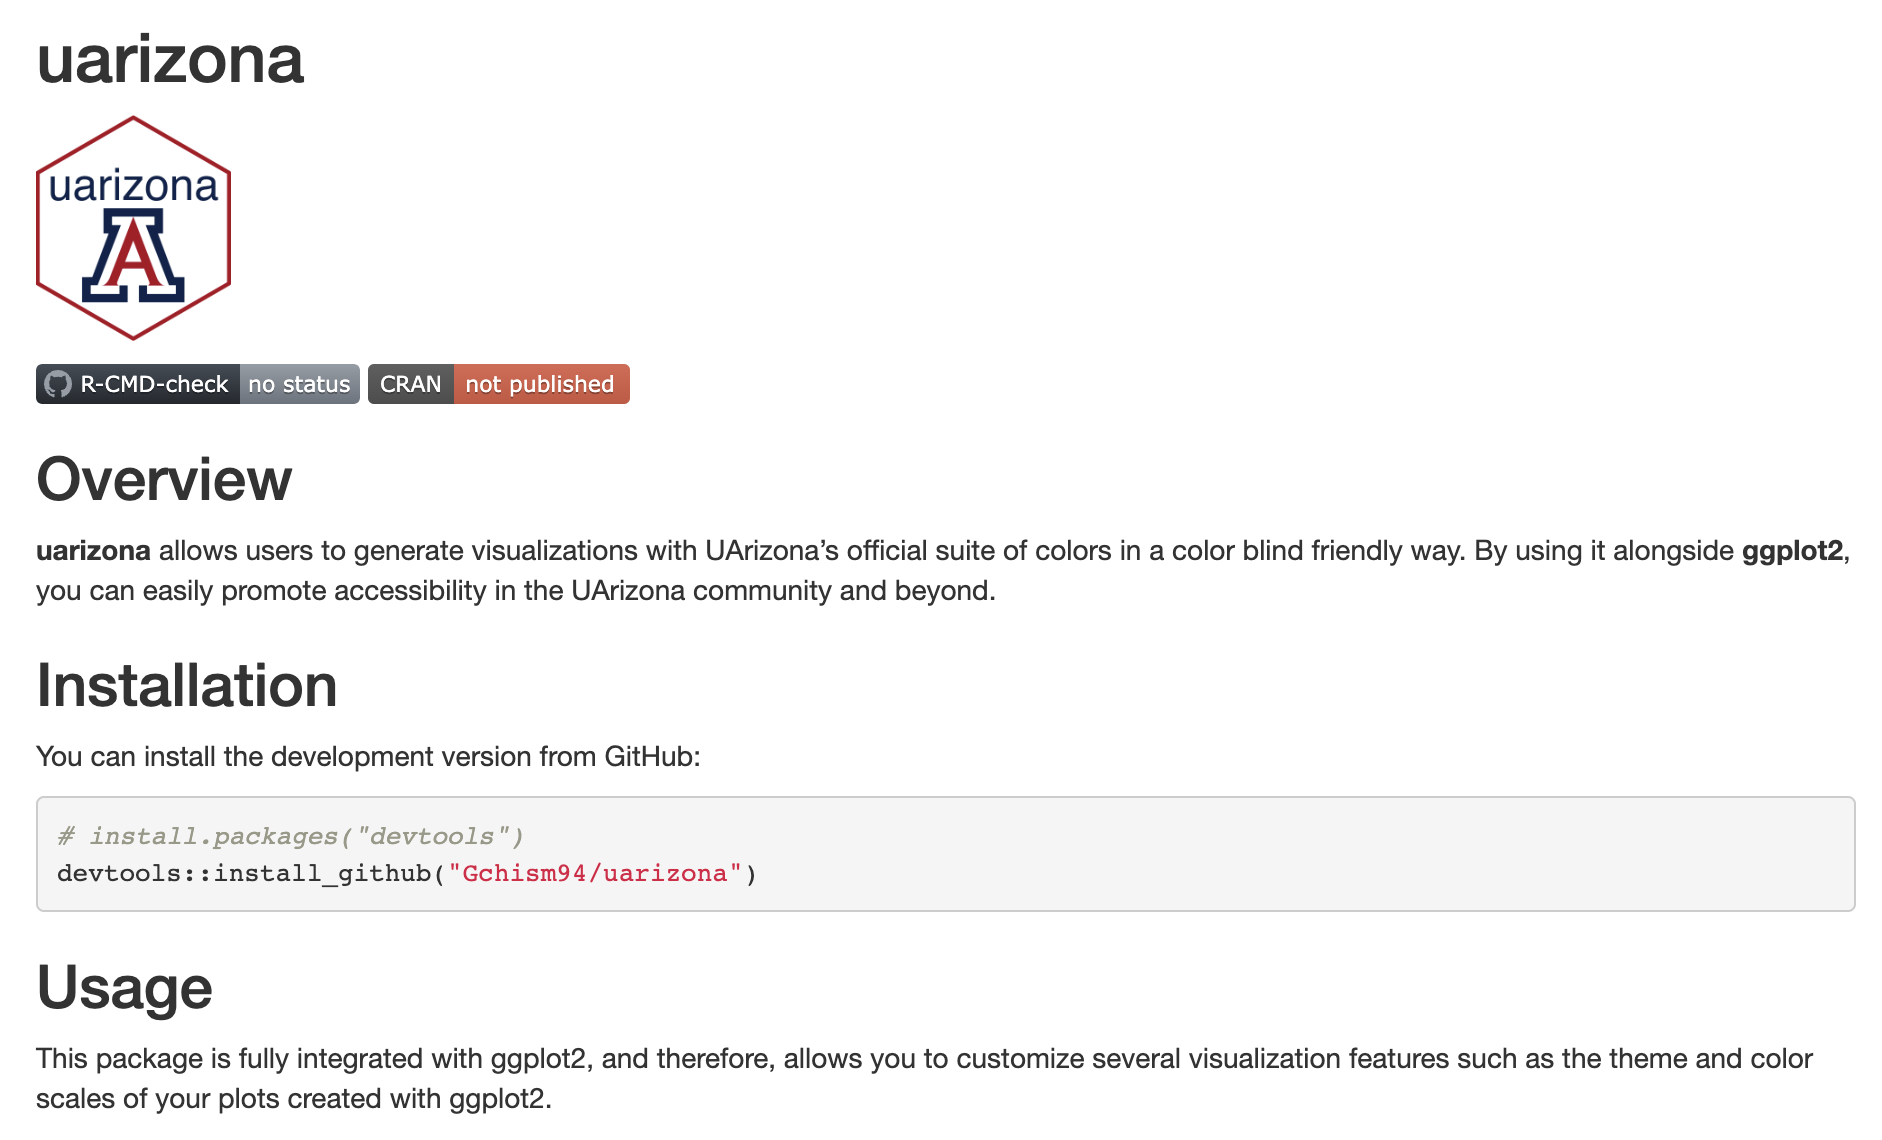 uarizona
uarizona
A
R-CMD-check no status CRAN not published
Overview
uarizona allows users to generate visualizations with UArizona’s official suite of colors in a color blind friendly way. By using it alongside ggplot2,
you can easily promote accessibility in the UArizona community and beyond.
Installation
You can install the development version from GitHub:
# install.packages("devtools")
devtools::install_github("Gchism94/uarizona")
Usage
This package is fully integrated with ggplot2, and therefore, allows you to customize several visualization features such as the theme and color
scales of your plots created with ggplot2.